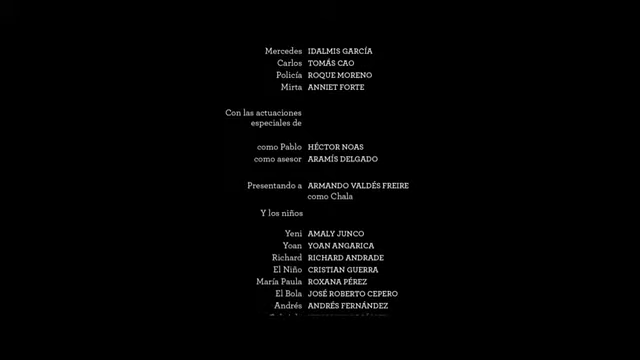 Mercedes IDALMIS GARCÍA
Carlos TOMÁS CAO
Policía ROQUE MORENO
Mirta ANNIET FORTE
Con las actuaciones
especiales de
como Pablo HÉCTOR NOAS
como asesor ARAMÍS DELGADO
Presentando a ARMANDO VALDÉS FREIRE
como Chala
Y los niños
Yeni AMALY JUNCO
Yoan YOAN ANGARICA
Richard RICHARD ANDRADE
El Niño CRISTIAN GUERRA
María Paula ROXANA PÉREZ
El Bola JOSÉ ROBERTO CEPERO
Andrés ANDRÉS FERNÁNDEZ